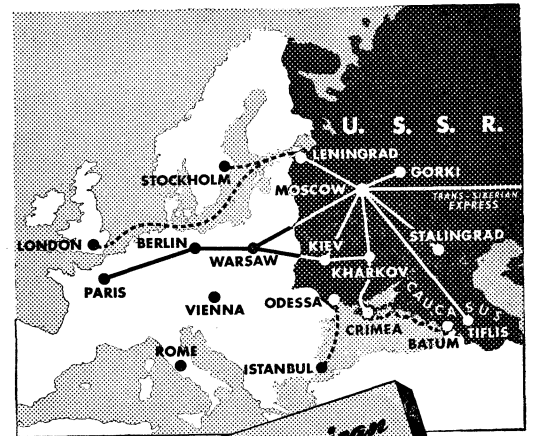 U. S. S. R.
LENINGRAD
STOCKHOLM
GORKI
MOSCOW
TRANS-SIBERIAN
EXPRESS
LONDON
BERLIN
WARSAW
KIEV
STALINGRAD
KHARKOV
PARIS
VIENNA
ODESSA
CAUCASUS
CRIMEA
TIFLIS
BATUM
ROME
ISTANBUL